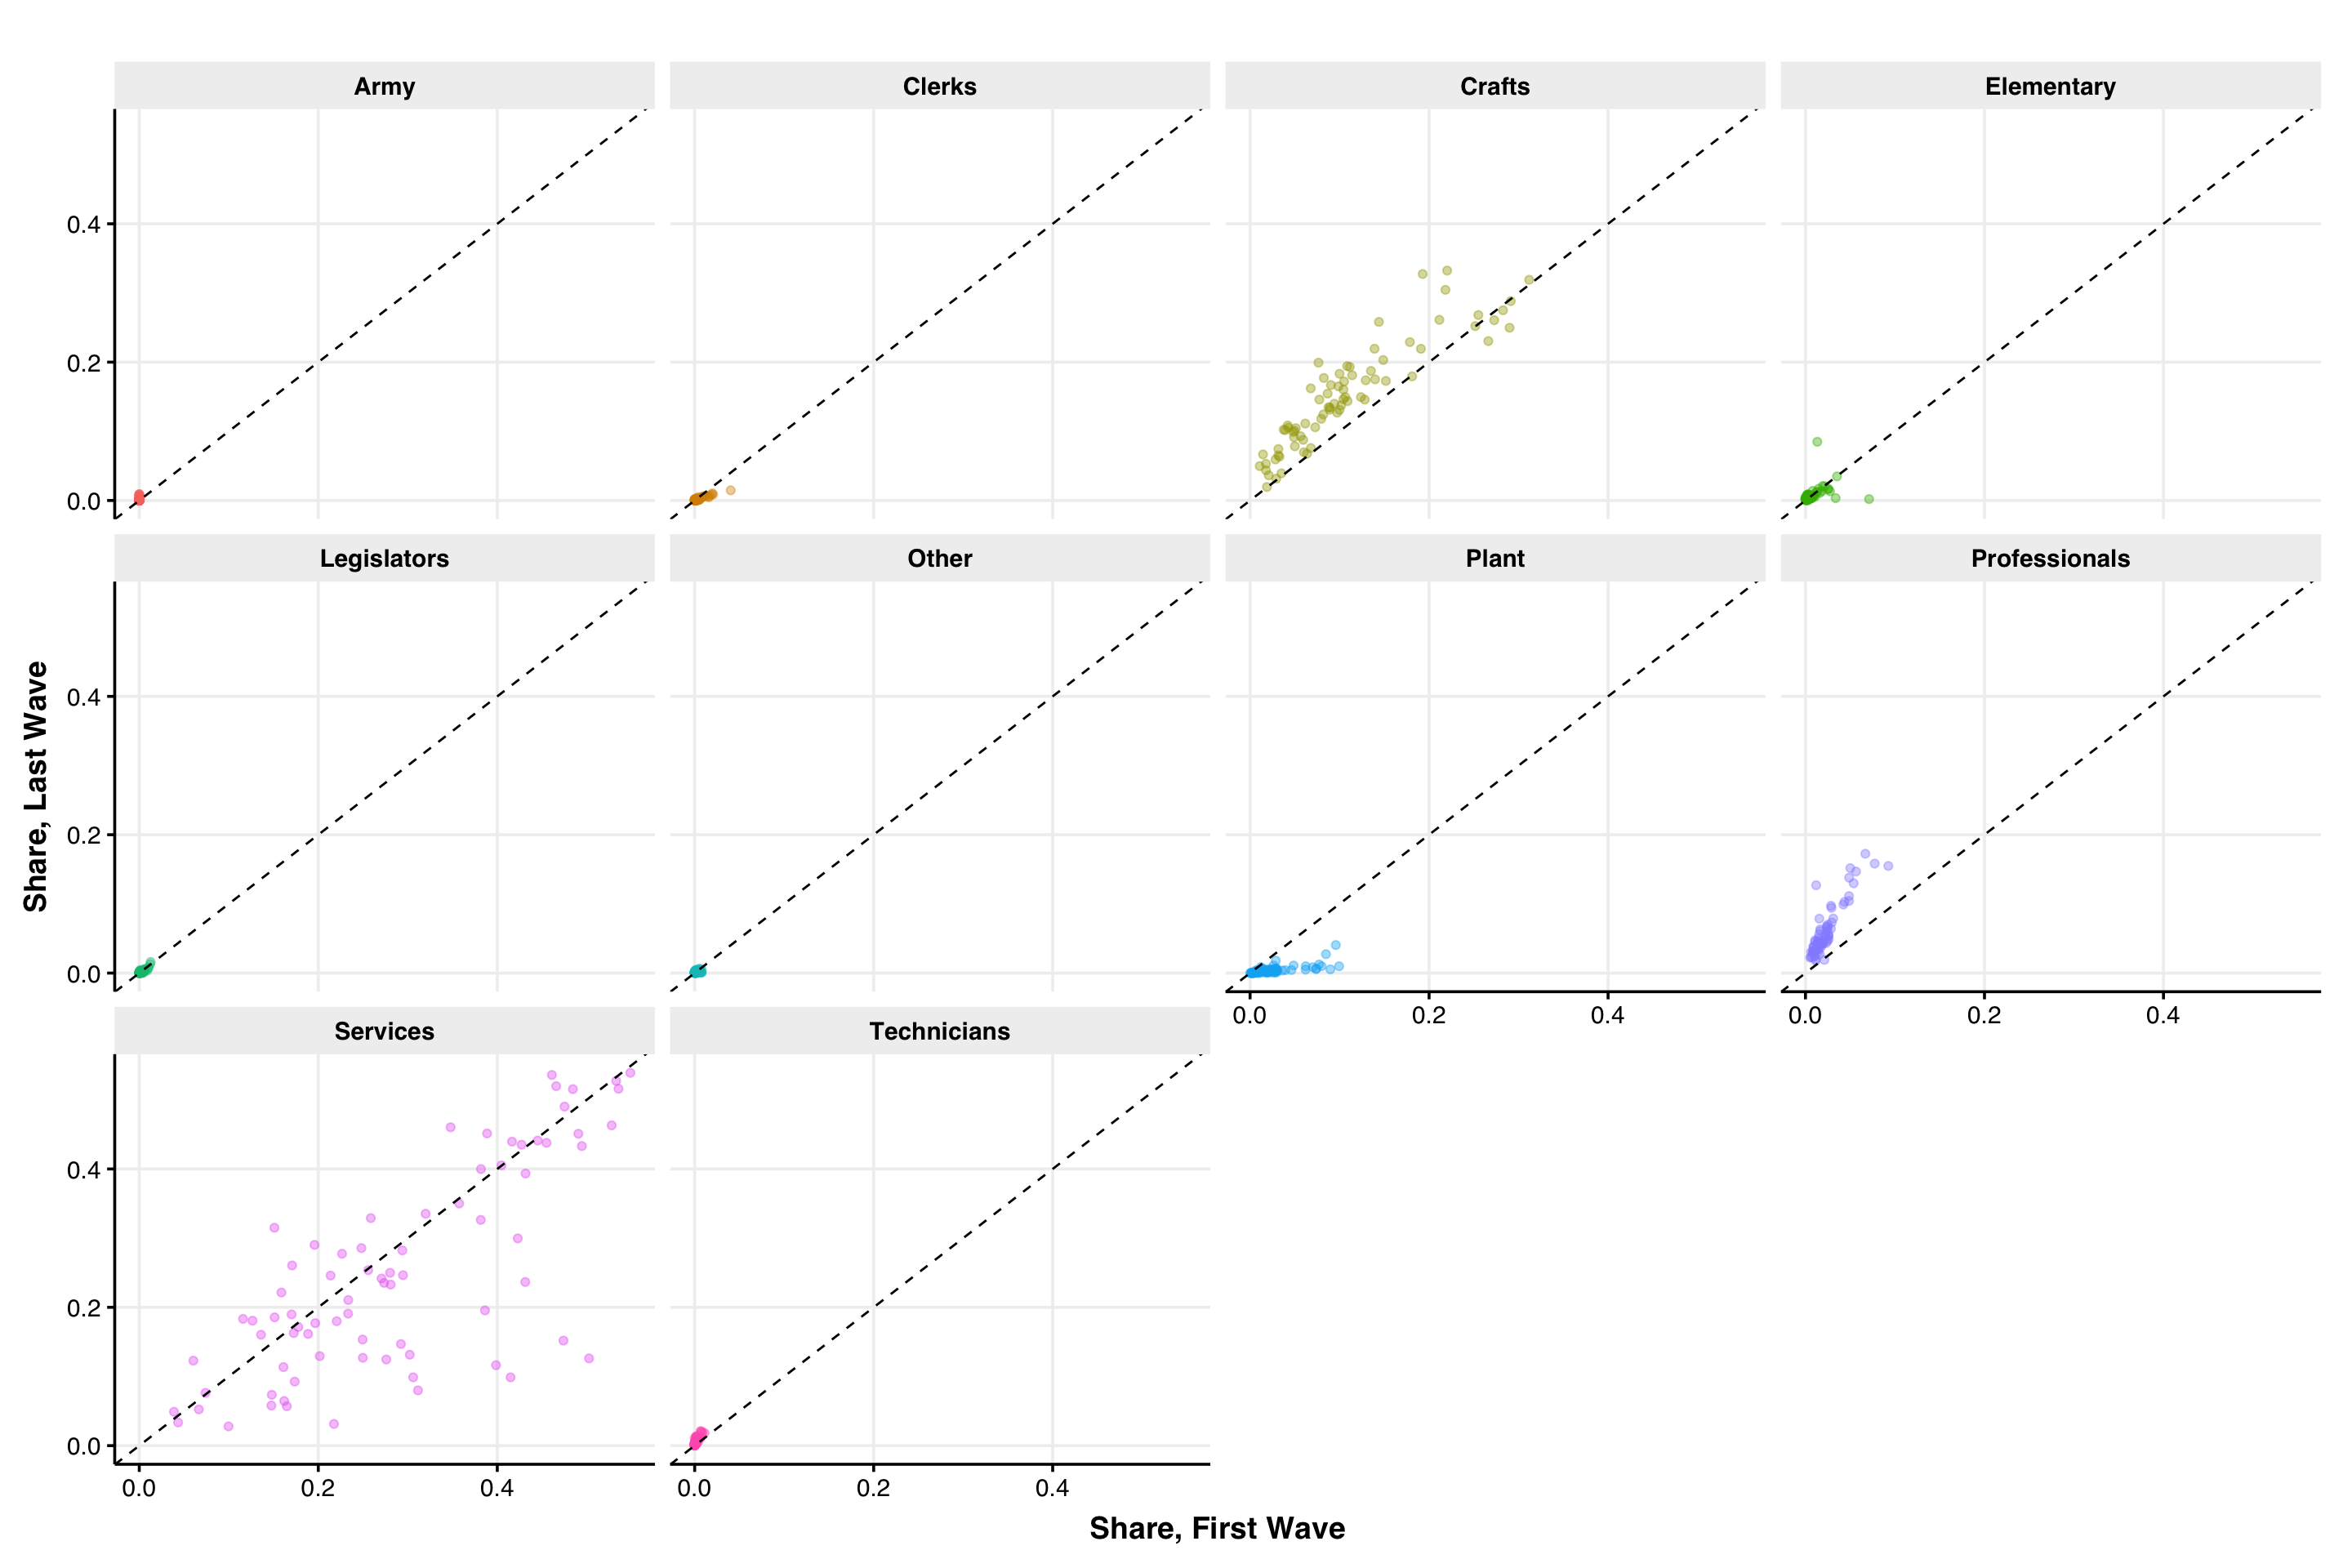 Army Clerks Crafts Elementary
0.4
0.2
0.0
Legislators Other Plant Professionals
Share, Last Wave
0.4
0.2
0.0
0.0 0.2 0.4 0.0 0.2 0.4
Services Technicians
0.4
0.2
0.0
0.0 0.2 0.4 0.0 0.2 0.4
Share, First Wave